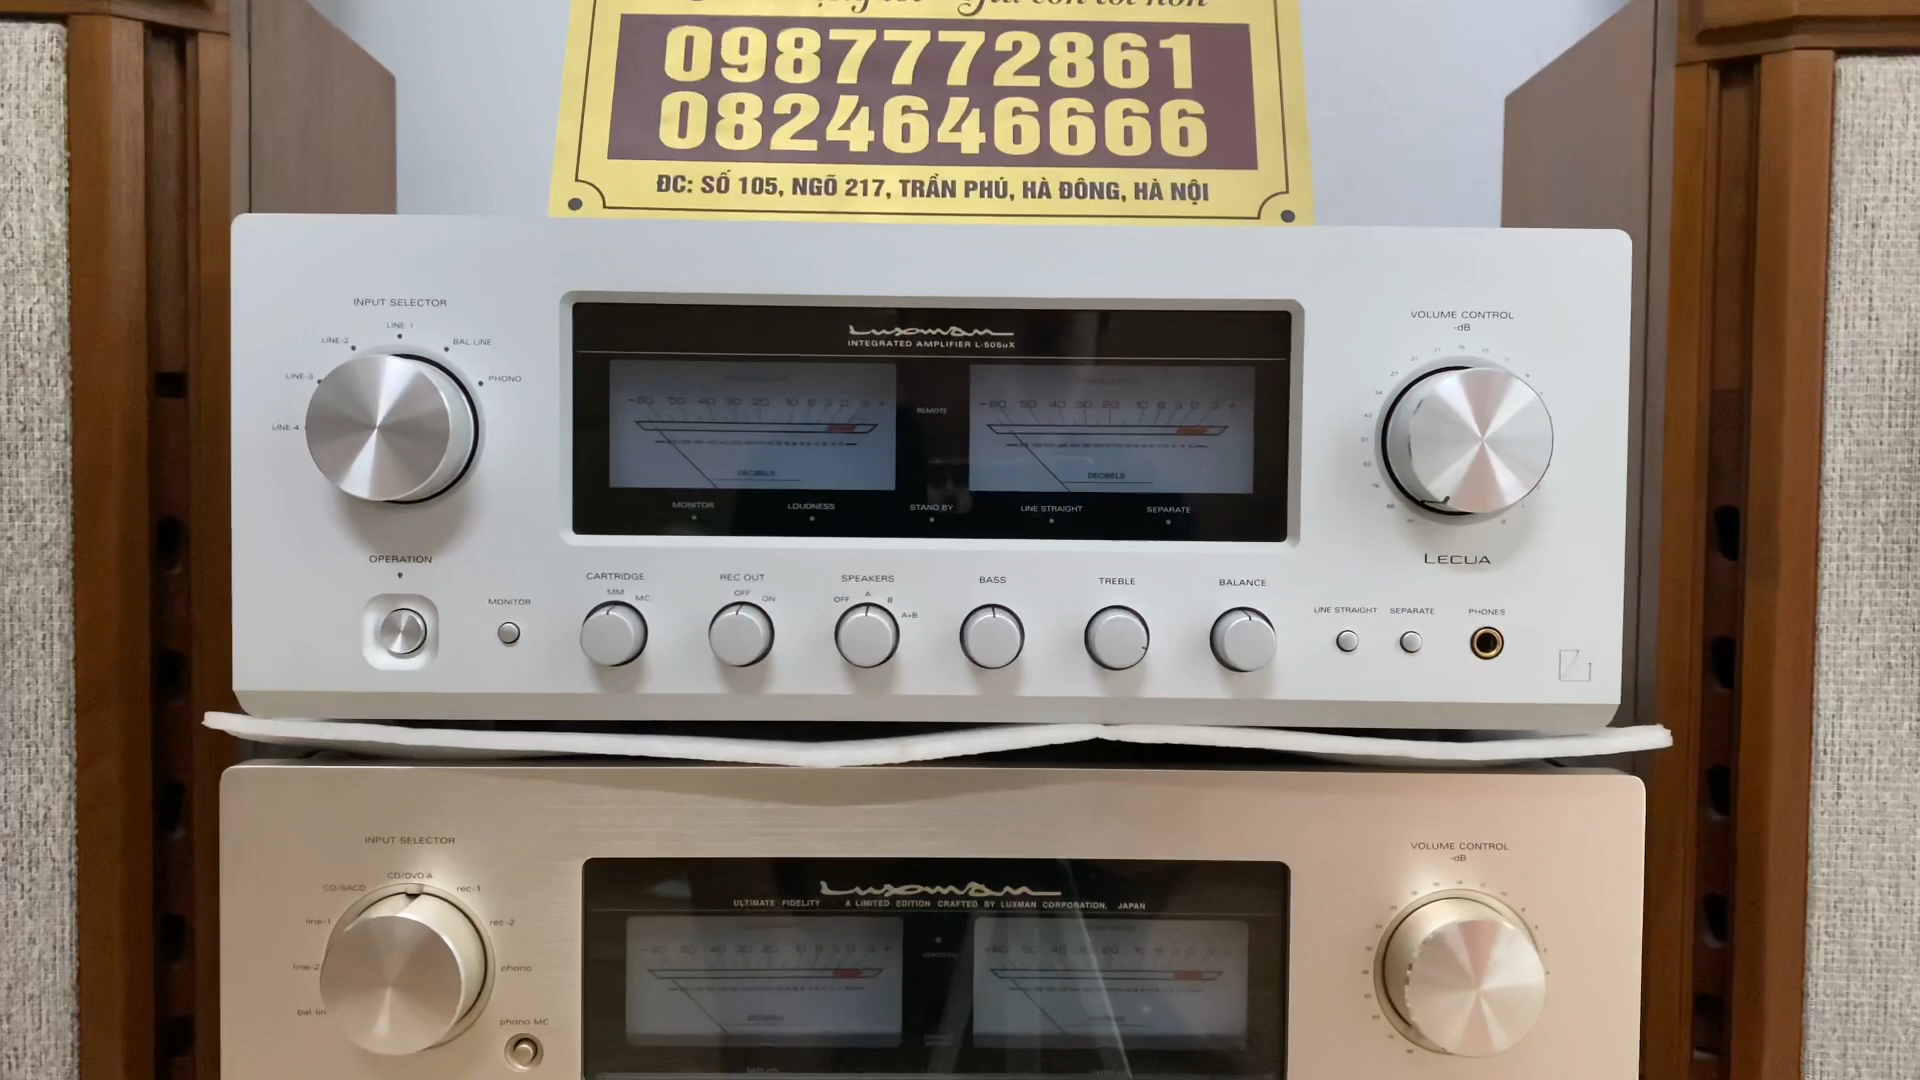 0987772861
0824646666
ĐC: SỐ 105, NGÕ 217, TRẦN PHÚ, HÀ ĐÔNG, HÀ NỘI
INPUT SELECTOR
LINE-4
LINE-3
LINE-2
LINE-1
BAL LINE
PHONO
LUXMAN
INTEGRATED AMPLIFIER L-505uX
REMOTE
DECIBELS
DECIBELS
MONITOR LOUDNESS STAND BY LINE STRAIGHT SEPARATE
VOLUME CONTROL
-dB
LECUA
OPERATION
MONITOR
CARTRIDGE
MM MC
REC OUT
OFF ON
SPEAKERS
OFF A B A+B
BASS
TREBLE
BALANCE
LINE STRAIGHT
SEPARATE
PHONES
INPUT SELECTOR
bal lin
line-2
line-1
CD/SACD
CD/DVD A
rec-1
rec-2
phono
phono MC
LUXMAN
ULTIMATE FIDELITY A LIMITED EDITION CRAFTED BY LUXMAN CORPORATION, JAPAN
standby
VOLUME CONTROL
-dB